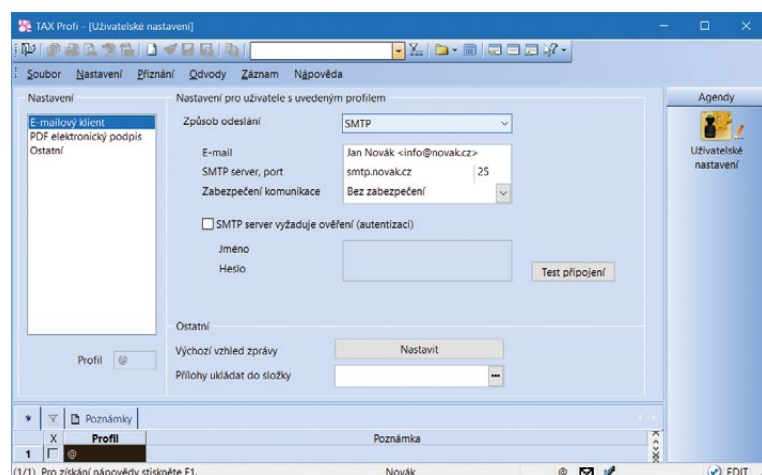 TAX Profi - [Uživatelské nastavení]
Soubor Nastavení Přiznání Odvody Záznam Nápověda
Nastavení
E-mailový klient
PDF elektronický podpis
Ostatní
Profil @
Nastavení pro uživatele s uvedeným profilem
Způsob odeslání SMTP
E-mail Jan Novák <info@novak.cz>
SMTP server, port smtp.novak.cz 25
Zabezpečení komunikace Bez zabezpečení
SMTP server vyžaduje ověření (autentizaci)
Jméno
Heslo
Test připojení
Ostatní
Výchozí vzhled zprávy Nastavit
Přílohy ukládat do složky
Agendy
Uživatelské
nastavení
* Poznámky
X Profil Poznámka
1 @
(1/1) Pro získání nápovědy stiskněte F1. Novák @ EDIT